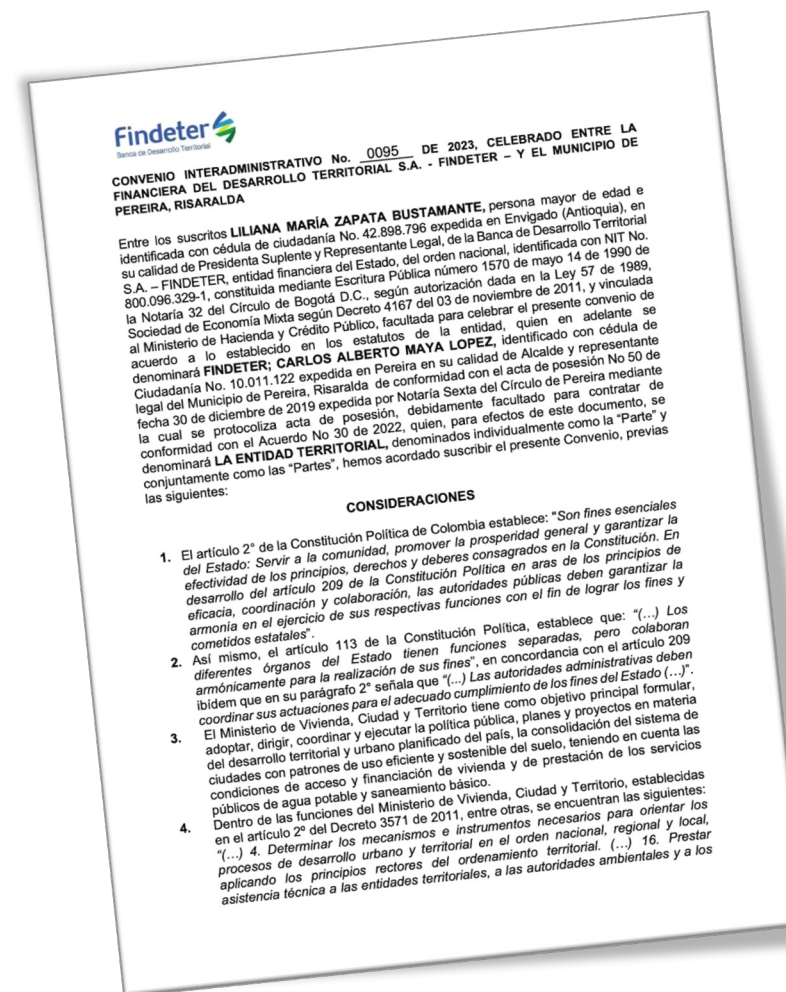 Findeter
Banca de Desarrollo Territorial
CONVENIO INTERADMINISTRATIVO No. 0095 DE 2023, CELEBRADO ENTRE LA
FINANCIERA DEL DESARROLLO TERRITORIAL S.A. - FINDETER – Y EL MUNICIPIO DE
PEREIRA, RISARALDA
Entre los suscritos LILIANA MARÍA ZAPATA BUSTAMANTE, persona mayor de edad e
identificada con cédula de ciudadanía No. 42.898.796 expedida en Envigado (Antioquia), en
su calidad de Presidenta Suplente y Representante Legal, de la Banca de Desarrollo Territorial
S.A. – FINDETER, entidad financiera del Estado, del orden nacional, identificada con NIT No.
800.096.329-1, constituida mediante Escritura Pública número 1570 de mayo 14 de 1990 de
la Notaría 32 del Círculo de Bogotá D.C., según autorización dada en la Ley 57 de 1989,
Sociedad de Economía Mixta según Decreto 4167 del 03 de noviembre de 2011, y vinculada
al Ministerio de Hacienda y Crédito Público, facultada para celebrar el presente convenio de
acuerdo a lo establecido en los estatutos de la entidad, quien en adelante se
denominará FINDETER; CARLOS ALBERTO MAYA LOPEZ, identificado con cédula de
Ciudadanía No. 10.011.122 expedida en Pereira en su calidad de Alcalde y representante
legal del Municipio de Pereira, Risaralda de conformidad con el acta de posesión No 50 de
fecha 30 de diciembre de 2019 expedida por Notaría Sexta del Círculo de Pereira mediante
la cual se protocoliza acta de posesión, debidamente facultado para contratar de
conformidad con el Acuerdo No 30 de 2022, quien, para efectos de este documento, se
denominará LA ENTIDAD TERRITORIAL, denominados individualmente como la "Parte" y
conjuntamente como las "Partes", hemos acordado suscribir el presente Convenio, previas
las siguientes:
CONSIDERACIONES
1. El artículo 2° de la Constitución Política de Colombia establece: "Son fines esenciales
del Estado: Servir a la comunidad, promover la prosperidad general y garantizar la
efectividad de los principios, derechos y deberes consagrados en la Constitución. En
desarrollo del artículo 209 de la Constitución Política en aras de los principios de
eficacia, coordinación y colaboración, las autoridades públicas deben garantizar la
armonía en el ejercicio de sus respectivas funciones con el fin de lograr los fines y
cometidos estatales".
2. Así mismo, el artículo 113 de la Constitución Política, establece que: "(…) Los
diferentes órganos del Estado tienen funciones separadas, pero colaboran
armónicamente para la realización de sus fines", en concordancia con el artículo 209
ibídem que en su parágrafo 2° señala que "(...) Las autoridades administrativas deben
coordinar sus actuaciones para el adecuado cumplimiento de los fines del Estado (…)".
3. El Ministerio de Vivienda, Ciudad y Territorio tiene como objetivo principal formular,
adoptar, dirigir, coordinar y ejecutar la política pública, planes y proyectos en materia
del desarrollo territorial y urbano planificado del país, la consolidación del sistema de
ciudades con patrones de uso eficiente y sostenible del suelo, teniendo en cuenta las
condiciones de acceso y financiación de vivienda y de prestación de los servicios
públicos de agua potable y saneamiento básico.
4. Dentro de las funciones del Ministerio de Vivienda, Ciudad y Territorio, establecidas
en el artículo 2º del Decreto 3571 de 2011, entre otras, se encuentran las siguientes:
"(…) 4. Determinar los mecanismos e instrumentos necesarios para orientar los
procesos de desarrollo urbano y territorial en el orden nacional, regional y local,
aplicando los principios rectores del ordenamiento territorial. (…) 16. Prestar
asistencia técnica a las entidades territoriales, a las autoridades ambientales y a los